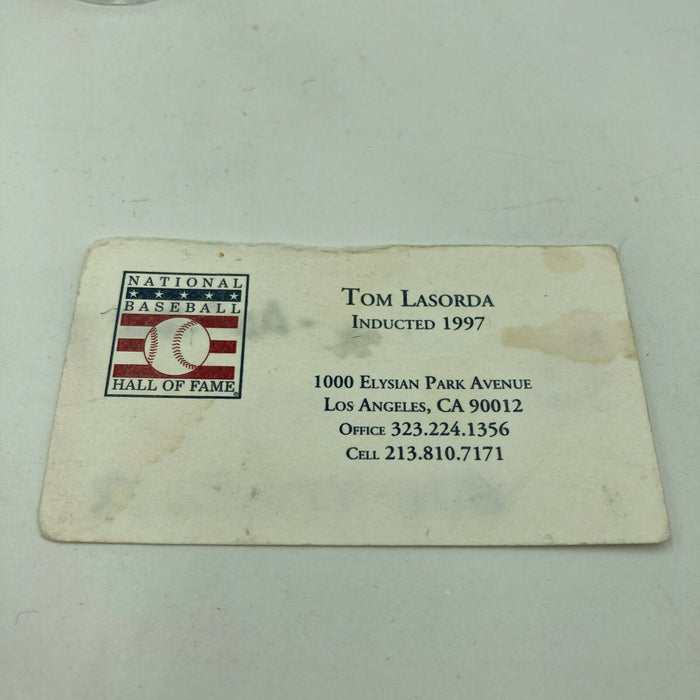 NATIONAL
BASEBALL
HALL OF FAME
TOM LASORDA
INDUCTED 1997
1000 ELYSIAN PARK AVENUE
LOS ANGELES, CA 90012
OFFICE 323.224.1356
CELL 213.810.7171